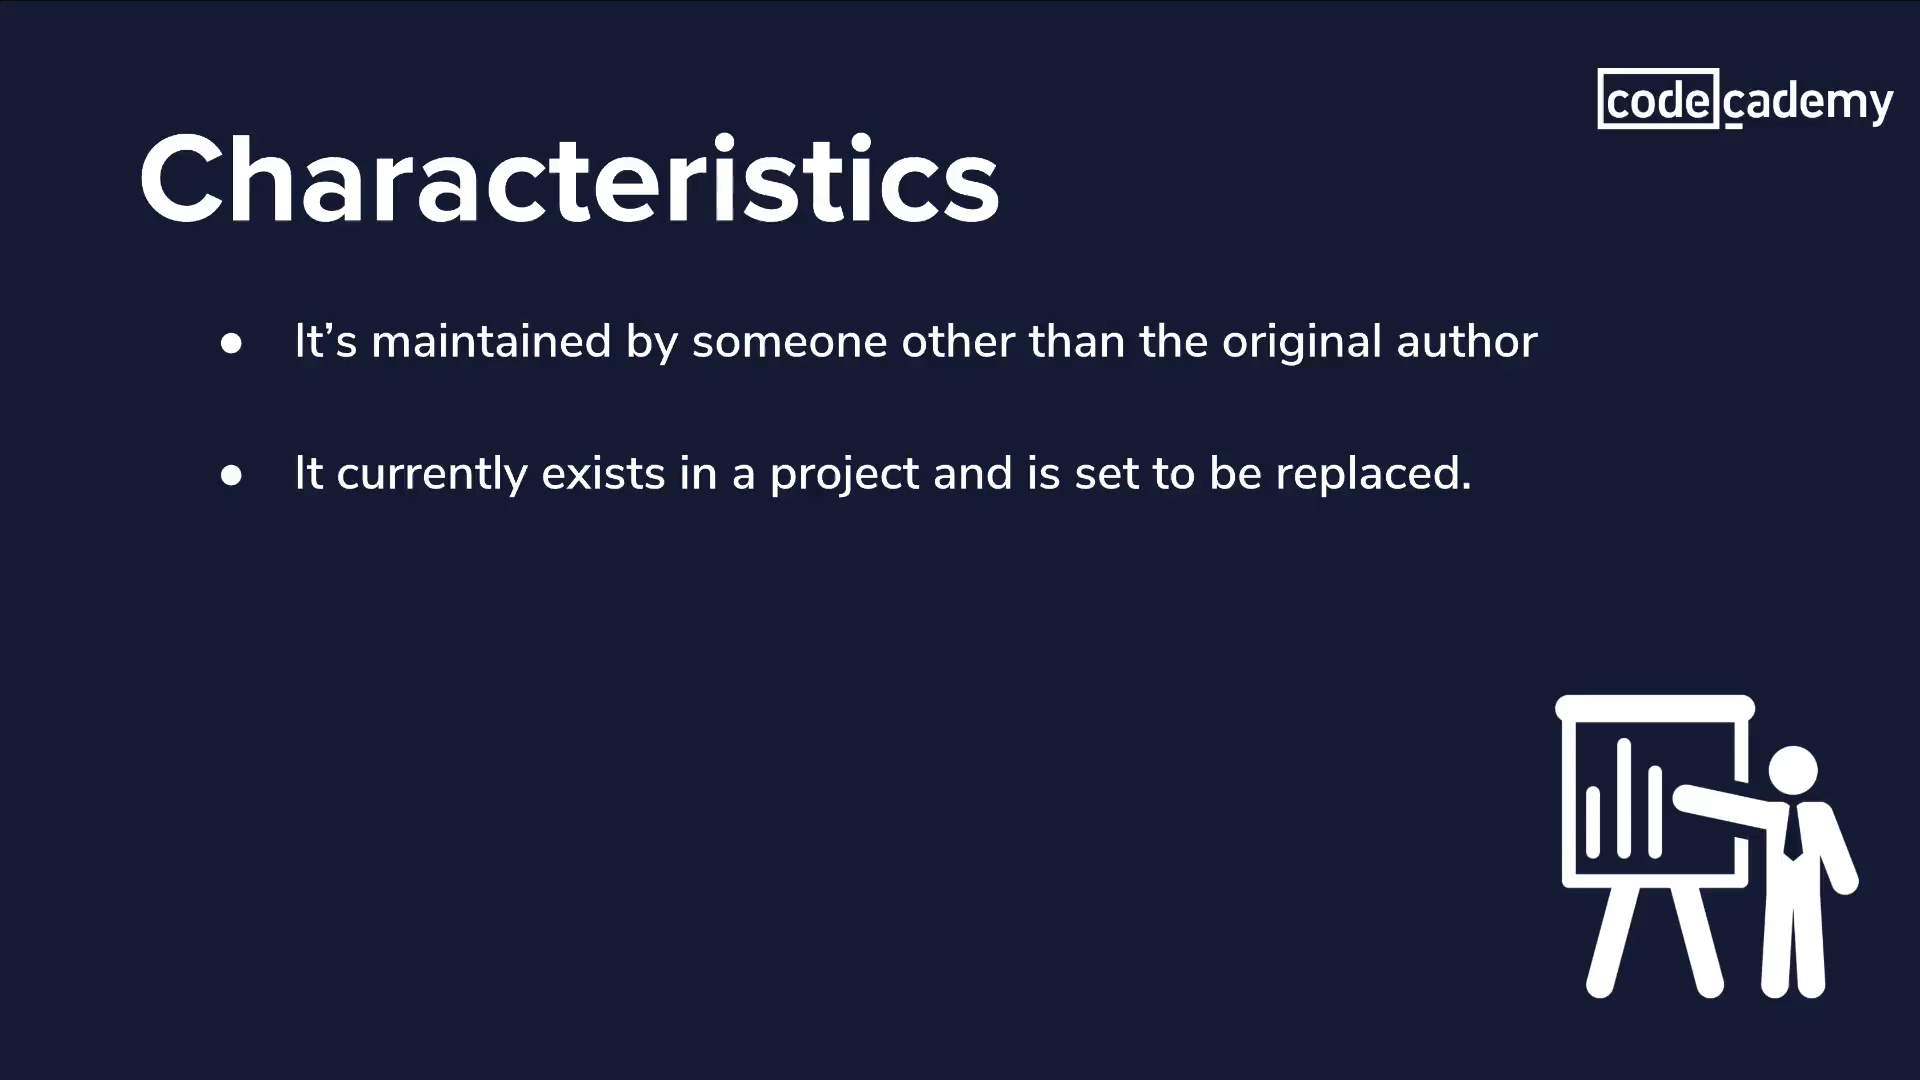 codecademy
Characteristics
● It’s maintained by someone other than the original author
● It currently exists in a project and is set to be replaced.